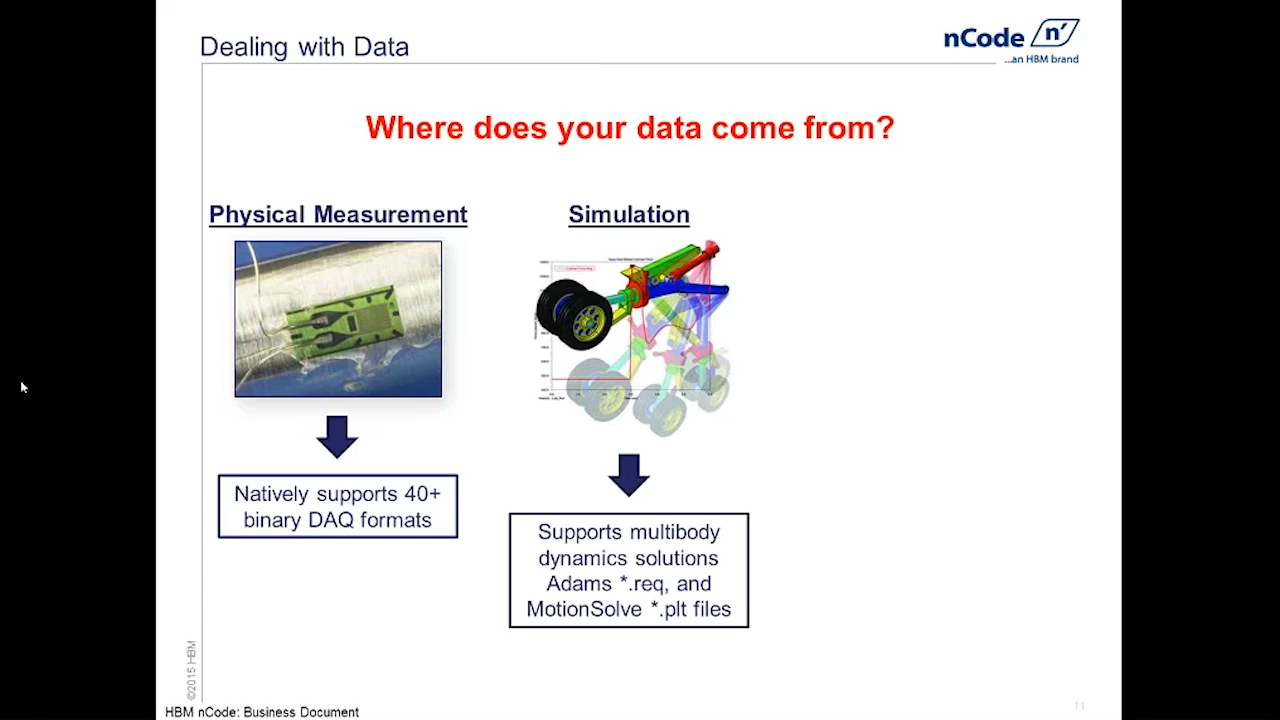 Dealing with Data
nCode n'
...an HBM brand
Where does your data come from?
Physical Measurement
Simulation
Natively supports 40+
binary DAQ formats
Supports multibody
dynamics solutions
Adams *.req, and
MotionSolve *.plt files
©2015 HBM
HBM nCode: Business Document
11